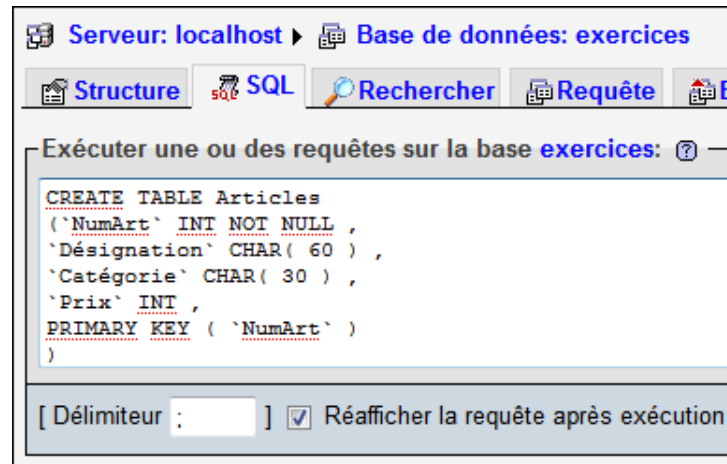 Serveur: localhost ▸ Base de données: exercices
Structure SQL Rechercher Requête
Exécuter une ou des requêtes sur la base exercices:
CREATE TABLE Articles
(`NumArt` INT NOT NULL ,
`Désignation` CHAR( 60 ) ,
`Catégorie` CHAR( 30 ) ,
`Prix` INT ,
PRIMARY KEY ( `NumArt` )
)
[ Délimiteur ; ] Réafficher la requête après exécution